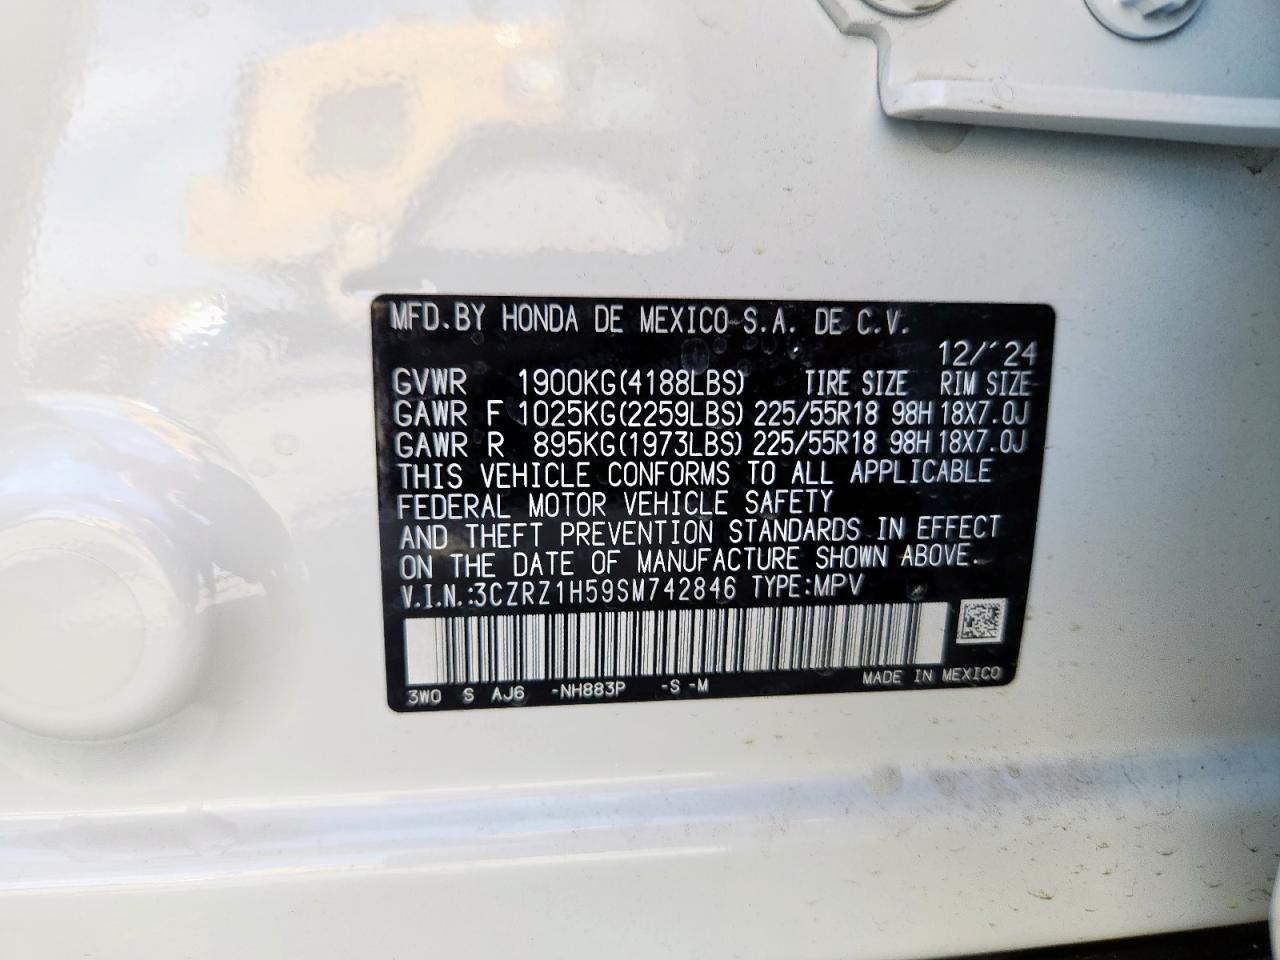 MFD.BY HONDA DE MEXICO S.A. DE C.V.
12/'24
GVWR 1900KG(4188LBS) TIRE SIZE RIM SIZE
GAWR F 1025KG(2259LBS) 225/55R18 98H 18X7.0J
GAWR R 895KG(1973LBS) 225/55R18 98H 18X7.0J
THIS VEHICLE CONFORMS TO ALL APPLICABLE
FEDERAL MOTOR VEHICLE SAFETY
AND THEFT PREVENTION STANDARDS IN EFFECT
ON THE DATE OF MANUFACTURE SHOWN ABOVE.
V.I.N.:3CZRZ1H59SM742846 TYPE:MPV
3W0 S AJ6 -NH883P -S -M MADE IN MEXICO